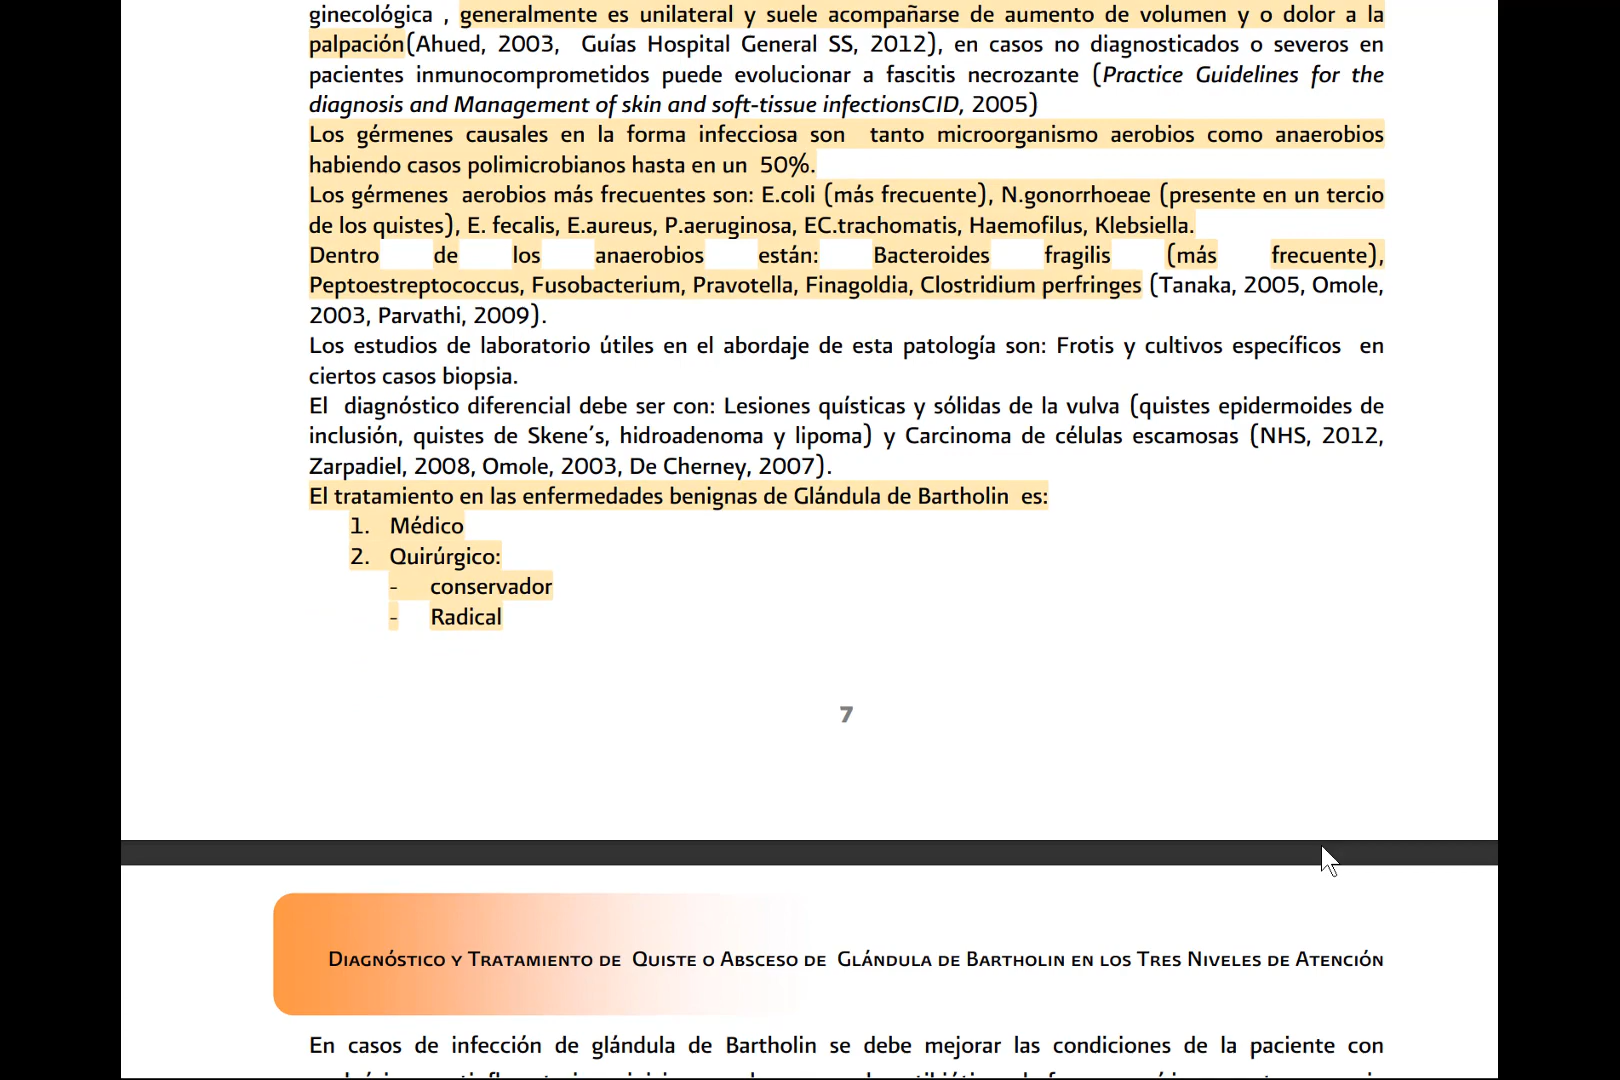 ginecológica , generalmente es unilateral y suele acompañarse de aumento de volumen y o dolor a la
palpación(Ahued, 2003, Guías Hospital General SS, 2012), en casos no diagnosticados o severos en
pacientes inmunocomprometidos puede evolucionar a fascitis necrozante (Practice Guidelines for the
diagnosis and Management of skin and soft-tissue infectionsCID, 2005)
Los gérmenes causales en la forma infecciosa son tanto microorganismo aerobios como anaerobios
habiendo casos polimicrobianos hasta en un 50%.
Los gérmenes aerobios más frecuentes son: E.coli (más frecuente), N.gonorrhoeae (presente en un tercio
de los quistes), E. fecalis, E.aureus, P.aeruginosa, EC.trachomatis, Haemofilus, Klebsiella.
Dentro de los anaerobios están: Bacteroides fragilis (más frecuente),
Peptoestreptococcus, Fusobacterium, Pravotella, Finagoldia, Clostridium perfringes (Tanaka, 2005, Omole,
2003, Parvathi, 2009).
Los estudios de laboratorio útiles en el abordaje de esta patología son: Frotis y cultivos específicos en
ciertos casos biopsia.
El diagnóstico diferencial debe ser con: Lesiones quísticas y sólidas de la vulva (quistes epidermoides de
inclusión, quistes de Skene’s, hidroadenoma y lipoma) y Carcinoma de células escamosas (NHS, 2012,
Zarpadiel, 2008, Omole, 2003, De Cherney, 2007).
El tratamiento en las enfermedades benignas de Glándula de Bartholin es:
1. Médico
2. Quirúrgico:
- conservador
- Radical
7
Diagnóstico y Tratamiento de Quiste o Absceso de Glándula de Bartholin en los Tres Niveles de Atención
En casos de infección de glándula de Bartholin se debe mejorar las condiciones de la paciente con